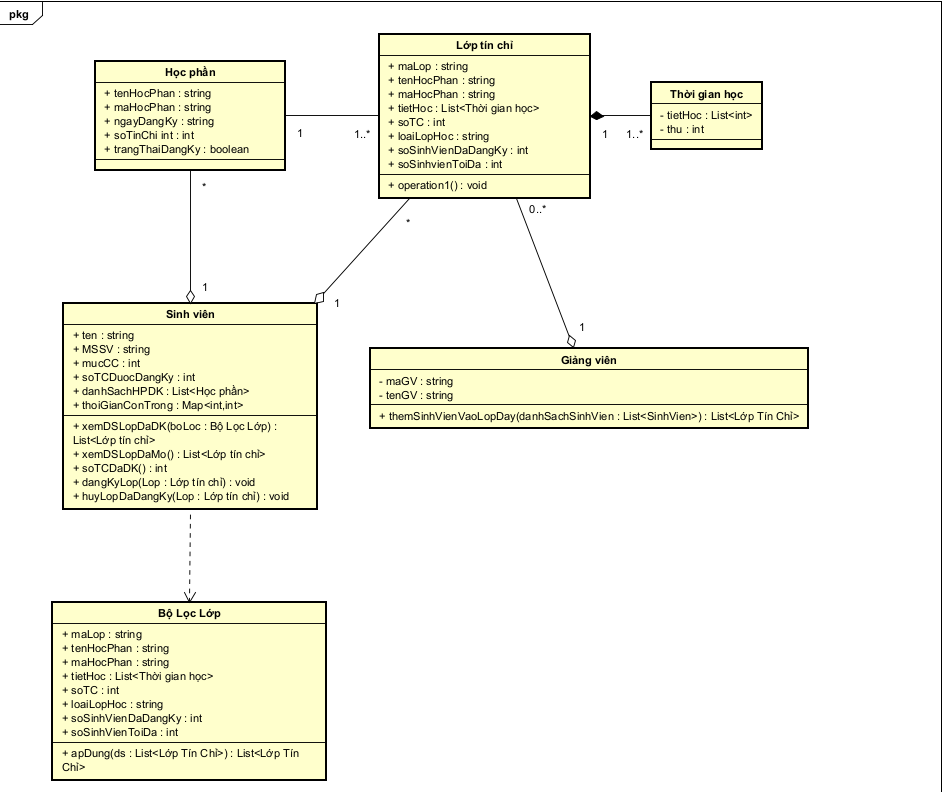 pkg
Học phần
+ tenHocPhan : string
+ maHocPhan : string
+ ngayDangKy : string
+ soTinChi int : int
+ trangThaiDangKy : boolean
1
1..*
Lớp tín chỉ
+ maLop : string
+ tenHocPhan : string
+ maHocPhan : string
+ tietHoc : List<Thời gian học>
+ soTC : int
+ loaiLopHoc : string
+ soSinhVienDaDangKy : int
+ soSinhvienToiDa : int
+ operation1() : void
1
1..*
Thời gian học
- tietHoc : List<int>
- thu : int
*
1
*
1
0..*
1
Sinh viên
+ ten : string
+ MSSV : string
+ mucCC : int
+ soTCDuocDangKy : int
+ danhSachHPDK : List<Học phần>
+ thoiGianConTrong : Map<int,int>
+ xemDSLopDaDK(boLoc : Bộ Lọc Lớp) :
List<Lớp tín chỉ>
+ xemDSLopDaMo() : List<Lớp tín chỉ>
+ soTCDaDK() : int
+ dangKyLop(Lop : Lớp tín chỉ) : void
+ huyLopDaDangKy(Lop : Lớp tín chỉ) : void
Giảng viên
- maGV : string
- tenGV : string
+ themSinhVienVaoLopDay(danhSachSinhVien : List<SinhVien>) : List<Lớp Tín Chỉ>
Bộ Lọc Lớp
+ maLop : string
+ tenHocPhan : string
+ maHocPhan : string
+ tietHoc : List<Thời gian học>
+ soTC : int
+ loaiLopHoc : string
+ soSinhVienDaDangKy : int
+ soSinhVienToiDa : int
+ apDung(ds : List<Lớp Tín Chỉ>) : List<Lớp Tín
Chỉ>